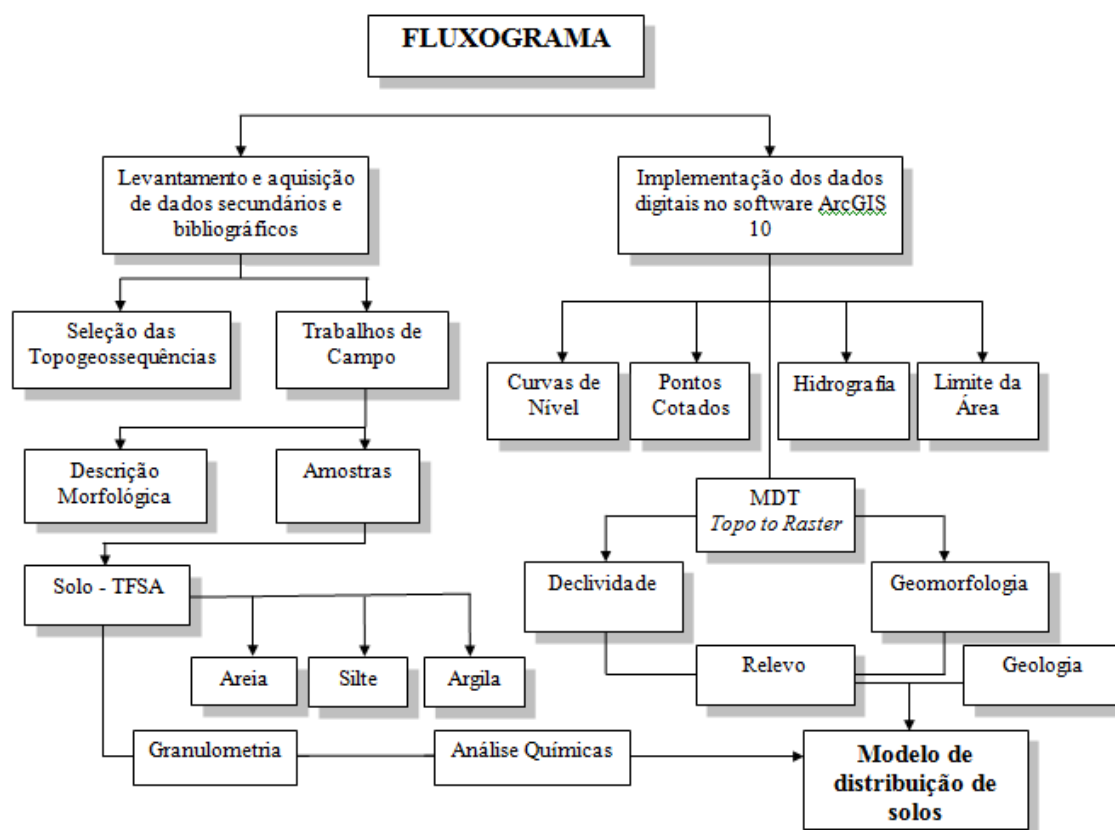 FLUXOGRAMA
Levantamento e aquisição
de dados secundários e
bibliográficos
Implementação dos dados
digitais no software ArcGIS
10
Seleção das
Topogeossequências
Trabalhos de
Campo
Curvas de
Nível
Pontos
Cotados
Hidrografia
Limite da
Área
Descrição
Morfológica
Amostras
MDT
Topo to Raster
Solo - TFSA
Declividade
Geomorfologia
Areia
Silte
Argila
Relevo
Geologia
Granulometria
Análise Químicas
Modelo de
distribuição de
solos